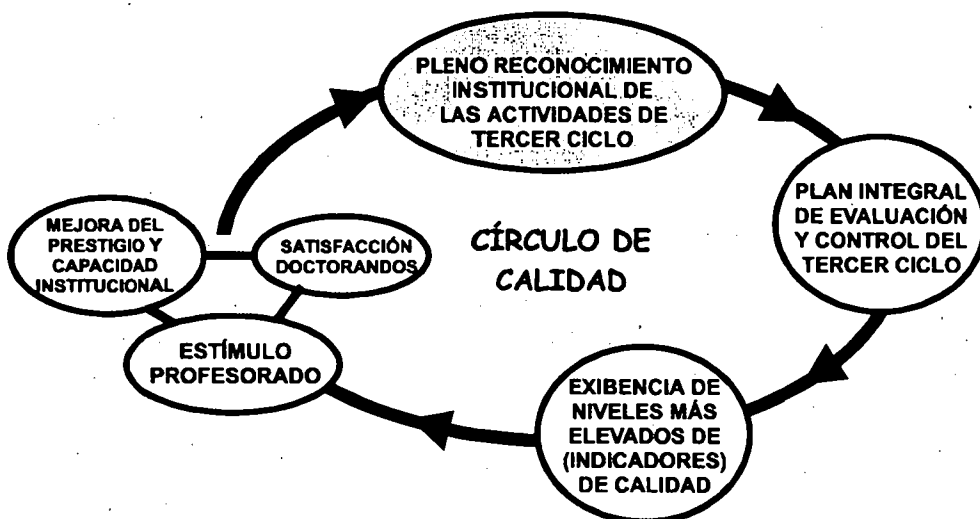 PLENO RECONOCIMIENTO
INSTITUCIONAL DE
LAS ACTIVIDADES DE
TERCER CICLO
PLAN INTEGRAL
DE EVALUACIÓN
Y CONTROL DEL
TERCER CICLO
EXIBENCIA DE
NIVELES MÁS
ELEVADOS DE
(INDICADORES)
DE CALIDAD
ESTÍMULO
PROFESORADO
MEJORA DEL
PRESTIGIO Y
CAPACIDAD
INSTITUCIONAL
SATISFACCIÓN
DOCTORANDOS
CÍRCULO DE
CALIDAD